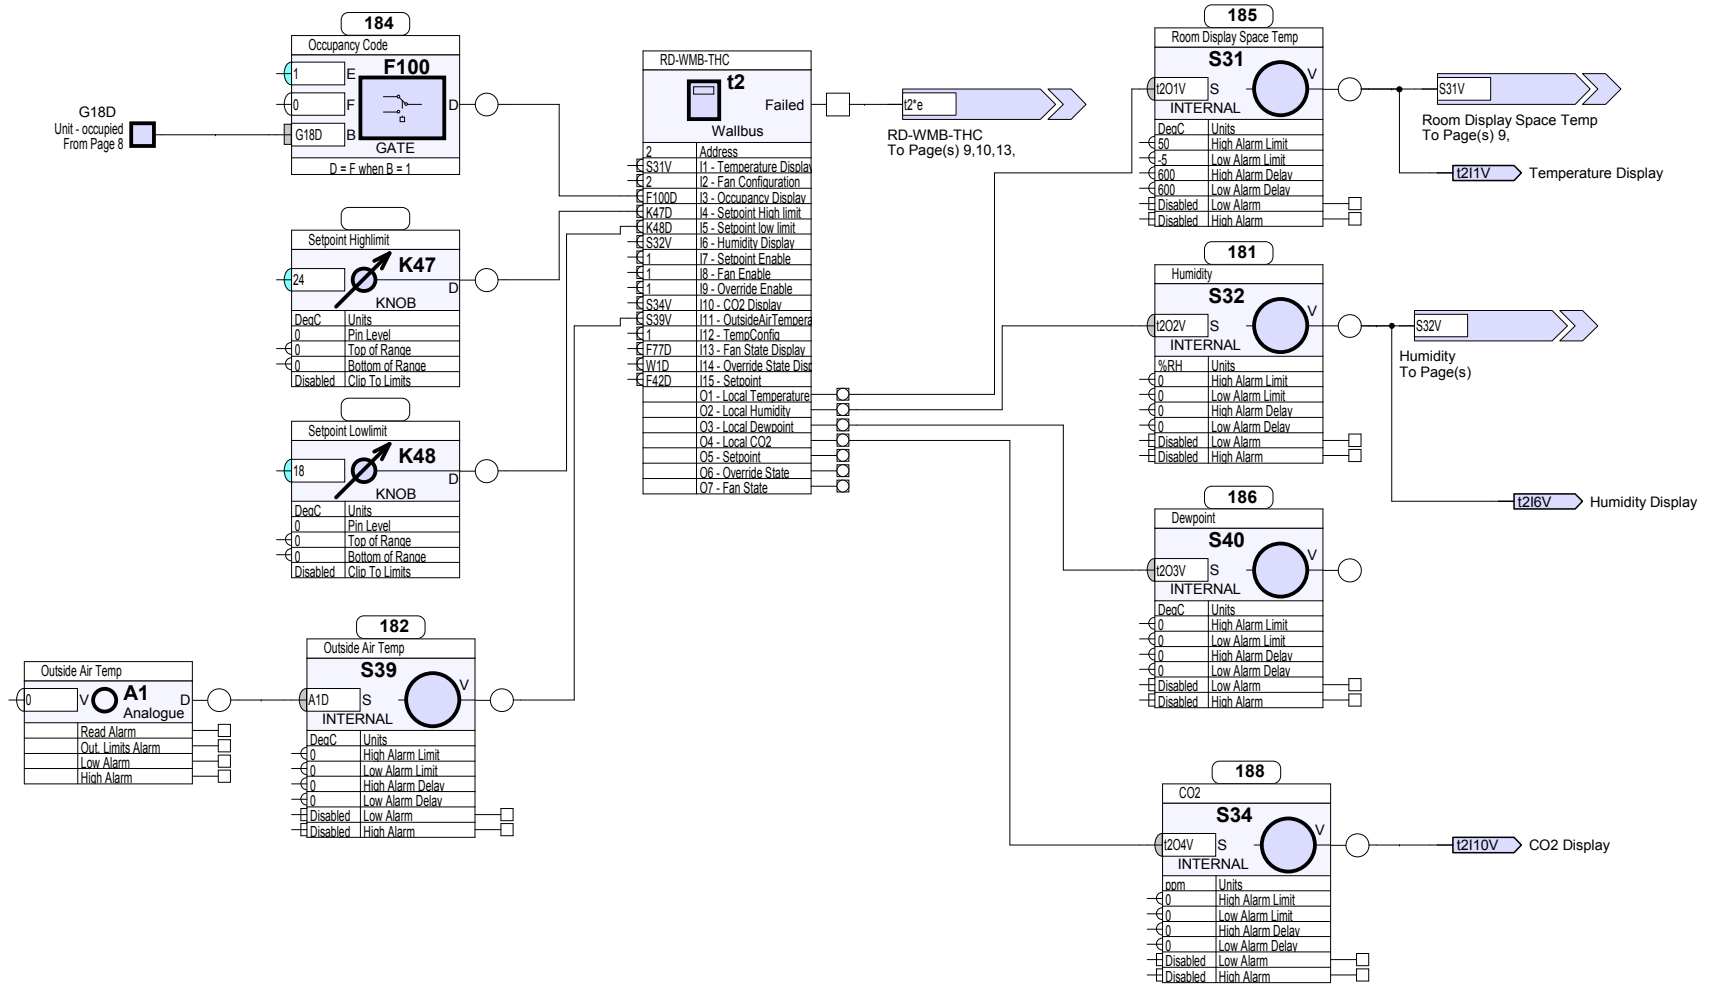 184
Occupancy Code
F100
1
E
0
F
D
G18D
B
GATE
D = F when B = 1
G18D
Unit - occupied
From Page 8
Setpoint Highlimit
K47
24
D
KNOB
DegC Units
0 Pin Level
0 Top of Range
0 Bottom of Range
Disabled Clip To Limits
Setpoint Lowlimit
K48
18
D
KNOB
DegC Units
0 Pin Level
0 Top of Range
0 Bottom of Range
Disabled Clip To Limits
Outside Air Temp
A1
0
V
D
Analogue
Read Alarm
Out. Limits Alarm
Low Alarm
High Alarm
182
Outside Air Temp
S39
V
A1D
S
INTERNAL
DegC Units
0 High Alarm Limit
0 Low Alarm Limit
0 High Alarm Delay
0 Low Alarm Delay
Disabled Low Alarm
Disabled High Alarm
RD-WMB-THC
t2
Failed
Wallbus
2 Address
S31V I1 - Temperature Display
2 I2 - Fan Configuration
F100D I3 - Occupancy Display
K47D I4 - Setpoint High limit
K48D I5 - Setpoint low limit
S32V I6 - Humidity Display
1 I7 - Setpoint Enable
1 I8 - Fan Enable
1 I9 - Override Enable
S34V I10 - CO2 Display
S39V I11 - OutsideAirTempera
1 I12 - TempConfig
F77D I13 - Fan State Display
W1D I14 - Override State Disp
F42D I15 - Setpoint
O1 - Local Temperature
O2 - Local Humidity
O3 - Local Dewpoint
O4 - Local CO2
O5 - Setpoint
O6 - Override State
O7 - Fan State
t2*e
RD-WMB-THC
To Page(s) 9,10,13,
185
Room Display Space Temp
S31
V
t2O1V
S
INTERNAL
DegC Units
50 High Alarm Limit
-5 Low Alarm Limit
600 High Alarm Delay
600 Low Alarm Delay
Disabled Low Alarm
Disabled High Alarm
S31V
Room Display Space Temp
To Page(s) 9,
t2I1V
Temperature Display
181
Humidity
S32
V
t2O2V
S
INTERNAL
%RH Units
0 High Alarm Limit
0 Low Alarm Limit
0 High Alarm Delay
0 Low Alarm Delay
Disabled Low Alarm
Disabled High Alarm
S32V
Humidity
To Page(s)
t2I6V
Humidity Display
186
Dewpoint
S40
V
t2O3V
S
INTERNAL
DegC Units
0 High Alarm Limit
0 Low Alarm Limit
0 High Alarm Delay
0 Low Alarm Delay
Disabled Low Alarm
Disabled High Alarm
188
CO2
S34
V
t2O4V
S
INTERNAL
ppm Units
0 High Alarm Limit
0 Low Alarm Limit
0 High Alarm Delay
0 Low Alarm Delay
Disabled Low Alarm
Disabled High Alarm
t2I10V
CO2 Display